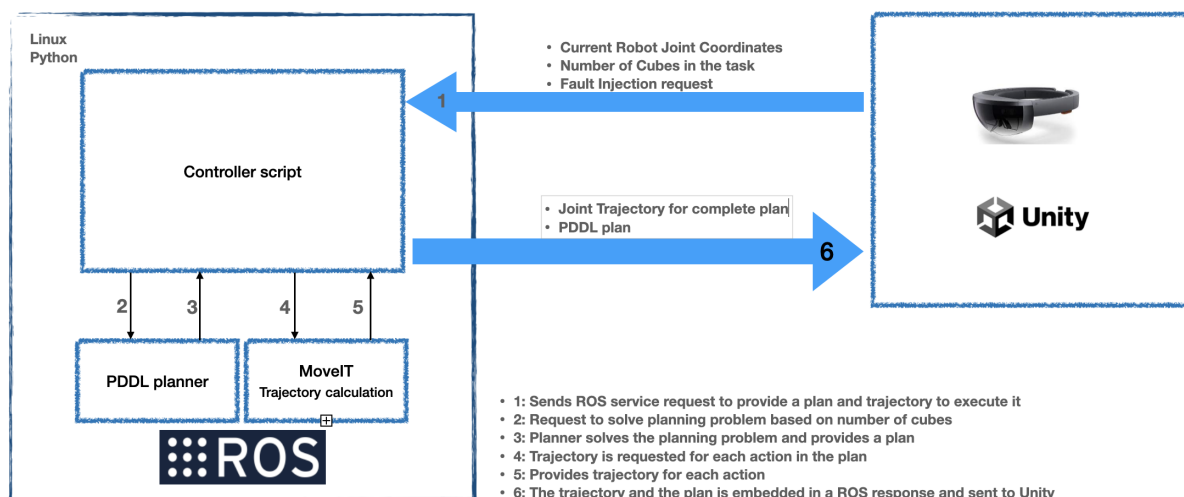 Linux
Python
• Current Robot Joint Coordinates
• Number of Cubes in the task
• Fault Injection request
1
Controller script
Unity
• Joint Trajectory for complete plan
• PDDL plan
6
2
3
4
5
PDDL planner
MoveIT
Trajectory calculation
ROS
• 1: Sends ROS service request to provide a plan and trajectory to execute it
• 2: Request to solve planning problem based on number of cubes
• 3: Planner solves the planning problem and provides a plan
• 4: Trajectory is requested for each action in the plan
• 5: Provides trajectory for each action
• 6: The trajectory and the plan is embedded in a ROS response and sent to Unity